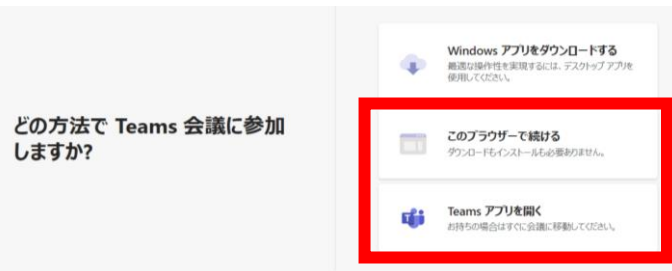 どの方法で Teams 会議に参加
しますか?
Windows アプリをダウンロードする
最適な操作性を実現するには、デスクトップ アプリを
使用してください。
このブラウザーで続ける
ダウンロードもインストールも必要ありません。
Teams アプリを開く
お持ちの場合はすぐに会議に移動してください。